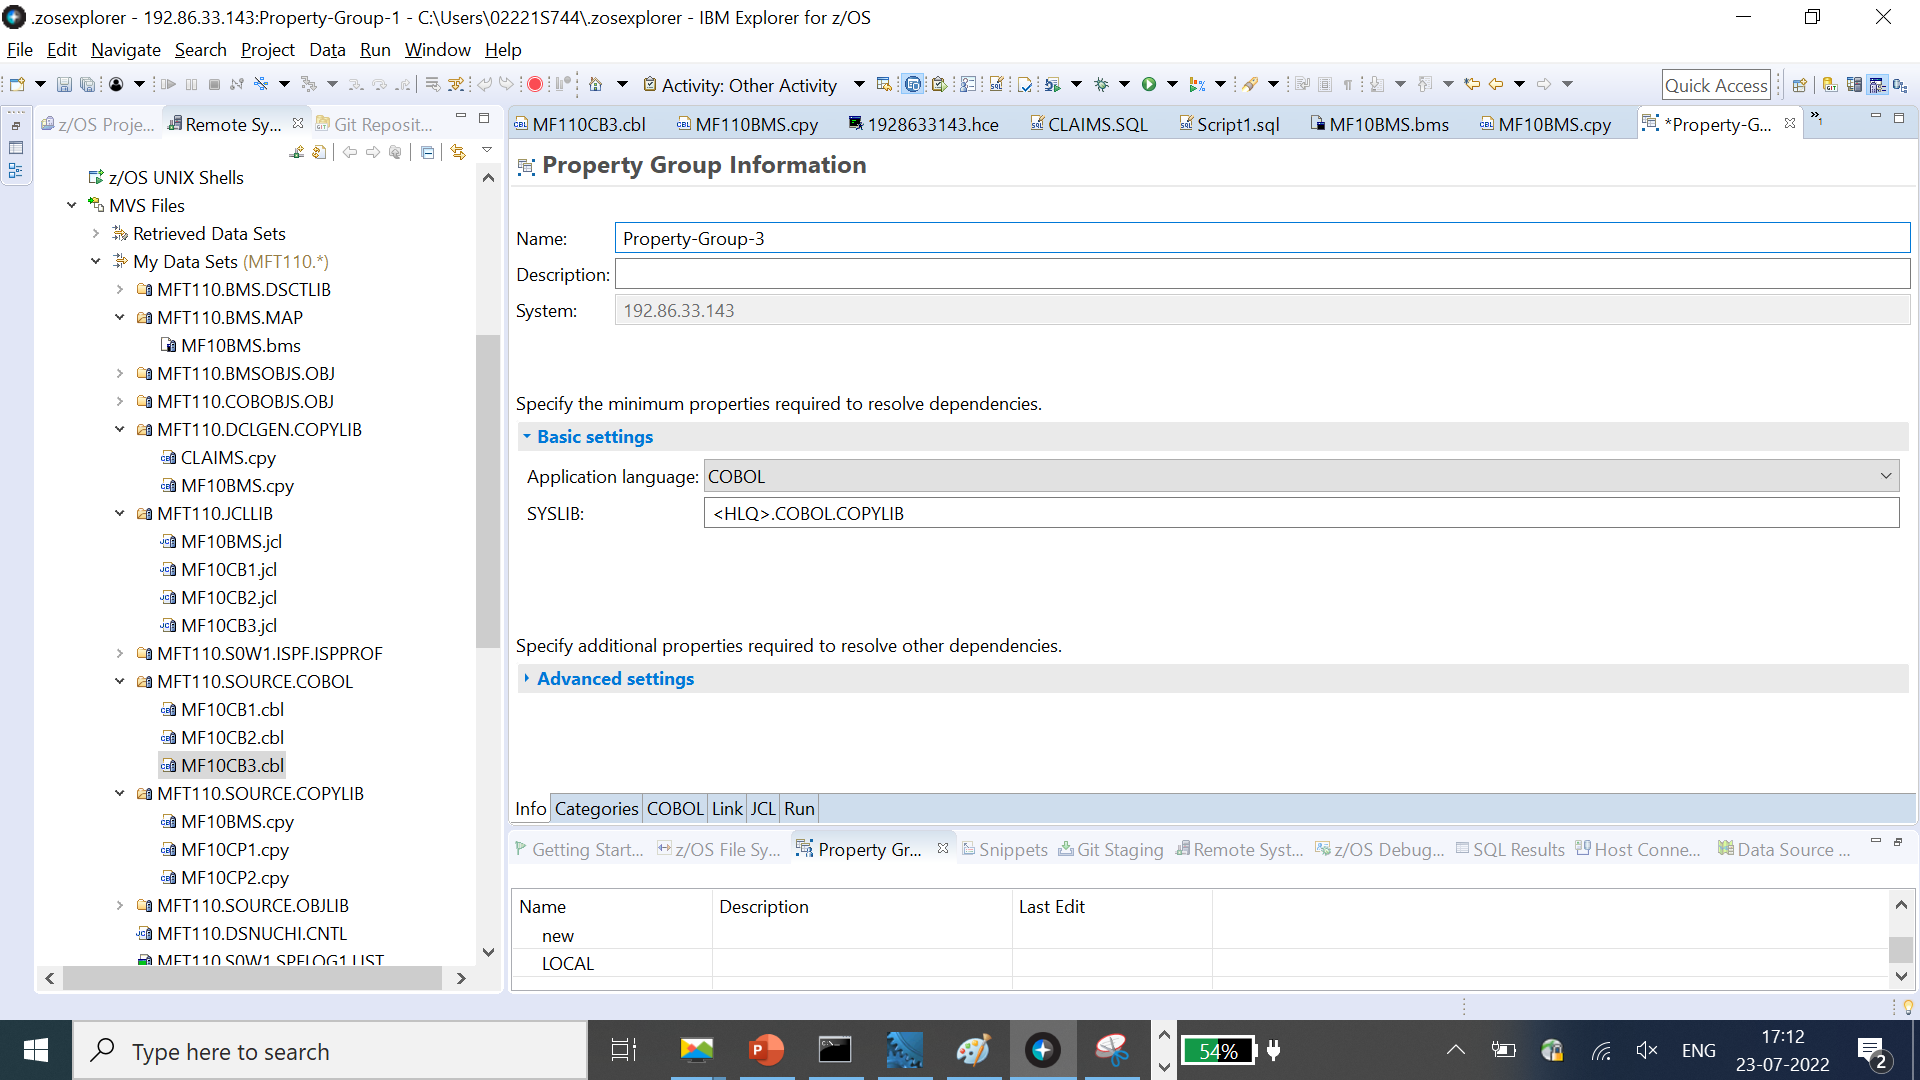 .zosexplorer - 192.86.33.143:Property-Group-1 - C:\Users\02221S744\.zosexplorer - IBM Explorer for z/OS
File Edit Navigate Search Project Data Run Window Help
Activity: Other Activity
Quick Access
z/OS Proje...
Remote Sy...
Git Reposit...
MF110CB3.cbl
MF110BMS.cpy
1928633143.hce
CLAIMS.SQL
Script1.sql
MF10BMS.bms
MF10BMS.cpy
*Property-G...
»1
z/OS UNIX Shells
MVS Files
Retrieved Data Sets
My Data Sets (MFT110.*)
MFT110.BMS.DSCTLIB
MFT110.BMS.MAP
MF10BMS.bms
MFT110.BMSOBJS.OBJ
MFT110.COBOBJS.OBJ
MFT110.DCLGEN.COPYLIB
CLAIMS.cpy
MF10BMS.cpy
MFT110.JCLLIB
MF10BMS.jcl
MF10CB1.jcl
MF10CB2.jcl
MF10CB3.jcl
MFT110.S0W1.ISPF.ISPPROF
MFT110.SOURCE.COBOL
MF10CB1.cbl
MF10CB2.cbl
MF10CB3.cbl
MFT110.SOURCE.COPYLIB
MF10BMS.cpy
MF10CP1.cpy
MF10CP2.cpy
MFT110.SOURCE.OBJLIB
MFT110.DSNUCHI.CNTL
MFT110.S0W1.SPFLOG1.LIST
Property Group Information
Name: Property-Group-3
Description:
System: 192.86.33.143
Specify the minimum properties required to resolve dependencies.
Basic settings
Application language: COBOL
SYSLIB: <HLQ>.COBOL.COPYLIB
Specify additional properties required to resolve other dependencies.
Advanced settings
Info Categories COBOL Link JCL Run
Getting Start...
z/OS File Sy...
Property Gr...
Snippets
Git Staging
Remote Syst...
z/OS Debug...
SQL Results
Host Conne...
Data Source ...
Name Description Last Edit
new
LOCAL
Type here to search
54%
ENG
17:12
23-07-2022
2